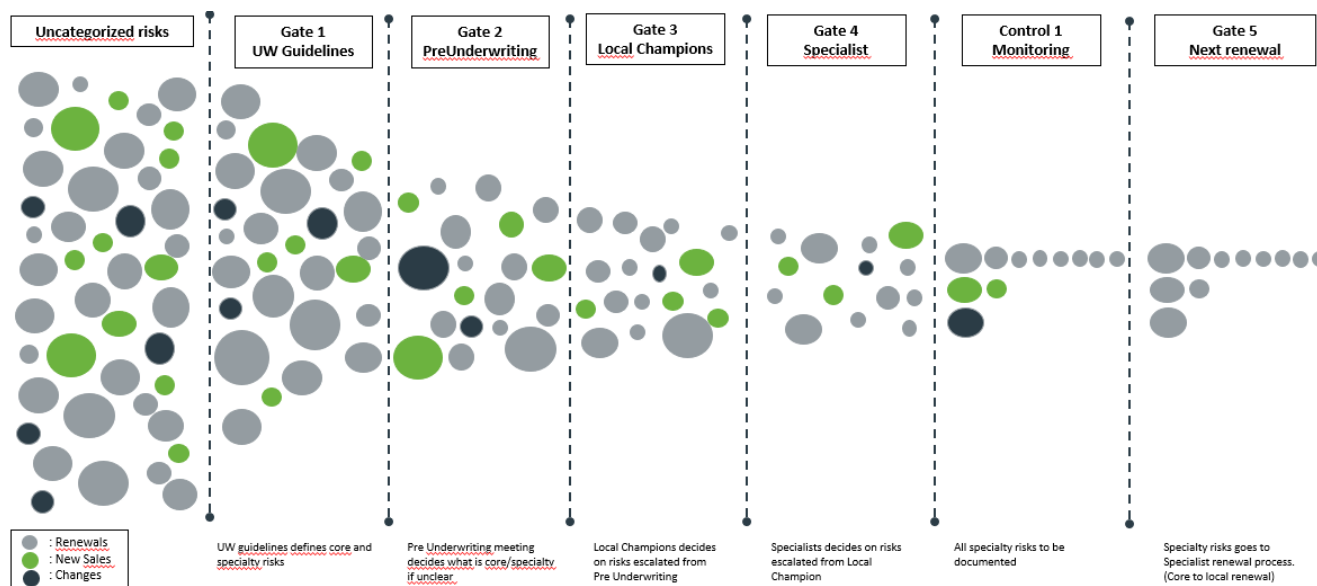 Uncategorized risks
Gate 1
UW Guidelines
Gate 2
PreUnderwriting
Gate 3
Local Champions
Gate 4
Specialist
Control 1
Monitoring
Gate 5
Next renewal
: Renewals
: New Sales
: Changes
UW guidelines defines core and
specialty risks
Pre Underwriting meeting
decides what is core/specialty
if unclear
Local Champions decides
on risks escalated from
Pre Underwriting
Specialists decides on risks
escalated from Local
Champion
All specialty risks to be
documented
Specialty risks goes to
Specialist renewal process.
(Core to local renewal)